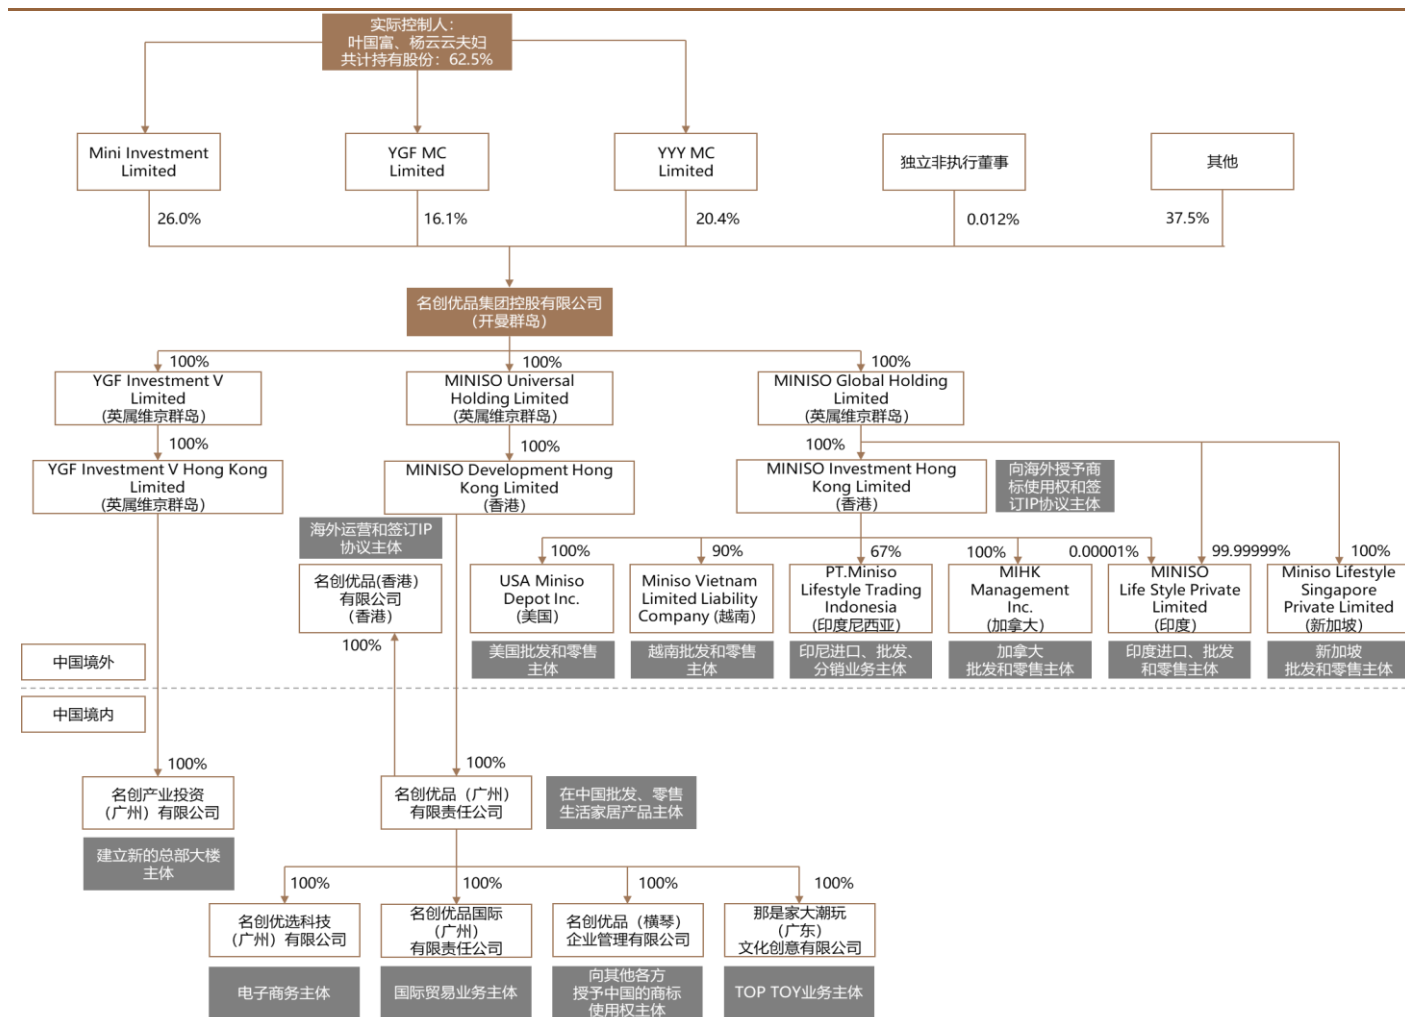 实际控制人：
叶国富、杨云云夫妇
共计持有股份：62.5%
Mini Investment
Limited
YGF MC
Limited
YYY MC
Limited
独立非执行董事
其他
26.0%
16.1%
20.4%
0.012%
37.5%
名创优品集团控股有限公司
（开曼群岛）
100%
100%
100%
YGF Investment V
Limited
(英属维京群岛)
MINISO Universal
Holding Limited
(英属维京群岛)
MINISO Global Holding
Limited
(英属维京群岛)
100%
100%
100%
YGF Investment V Hong Kong
Limited
(英属维京群岛)
MINISO Development Hong
Kong Limited
(香港)
MINISO Investment Hong
Kong Limited
(香港)
向海外授予商
标使用权和签
订IP协议主体
海外运营和签订IP
协议主体
100%
90%
67%
100%
0.00001%
99.99999%
100%
名创优品(香港)
有限公司
(香港)
USA Miniso
Depot Inc.
(美国)
Miniso Vietnam
Limited Liability
Company (越南)
PT.Miniso
Lifestyle Trading
Indonesia
(印度尼西亚)
MIHK
Management
Inc.
(加拿大)
MINISO
Life Style Private
Limited
(印度)
Miniso Lifestyle
Singapore
Private Limited
(新加坡)
100%
美国批发和零售
主体
越南批发和零售
主体
印尼进口、批发、
分销业务主体
加拿大
批发和零售主体
印度进口、批发
和零售主体
新加坡
批发和零售主体
中国境外
中国境内
100%
100%
名创产业投资
（广州）有限公司
名创优品（广州）
有限责任公司
在中国批发、零售
生活家居产品主体
建立新的总部大楼
主体
100%
100%
100%
100%
名创优选科技
（广州）有限公司
名创优品国际
（广州）
有限责任公司
名创优品（横琴）
企业管理有限公司
那是家大潮玩
（广东）
文化创意有限公司
电子商务主体
国际贸易业务主体
向其他各方
授予中国的商标
使用权主体
TOP TOY业务主体